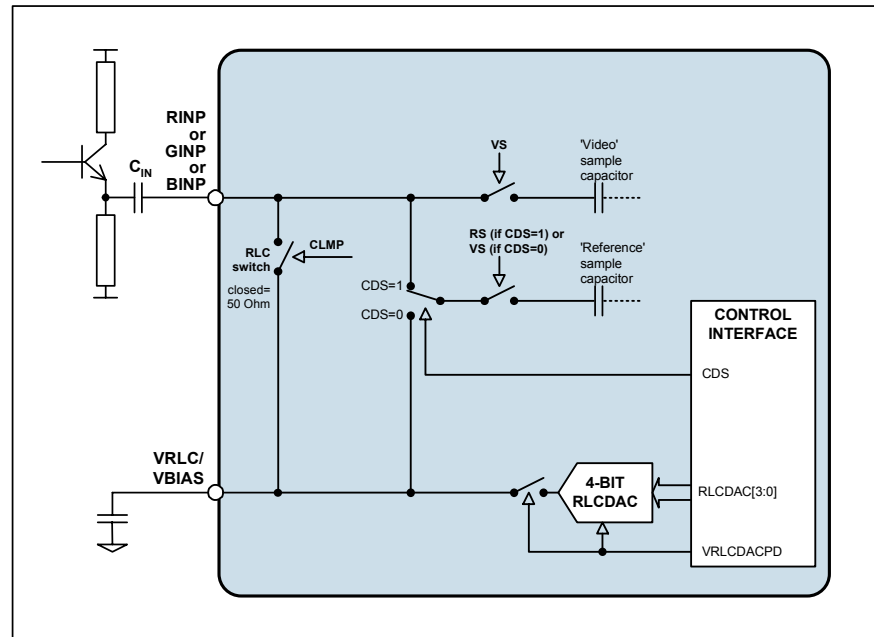 RINP
or
GINP
or
BINP
CIN
VS
'Video'
sample
capacitor
RLC
switch
closed=
50 Ohm
CLMP
RS (if CDS=1) or
VS (if CDS=0)
'Reference'
sample
capacitor
CDS=1
CDS=0
CONTROL
INTERFACE
CDS
VRLC/
VBIAS
4-BIT
RLCDAC
RLCDAC[3:0]
VRLCDACPD